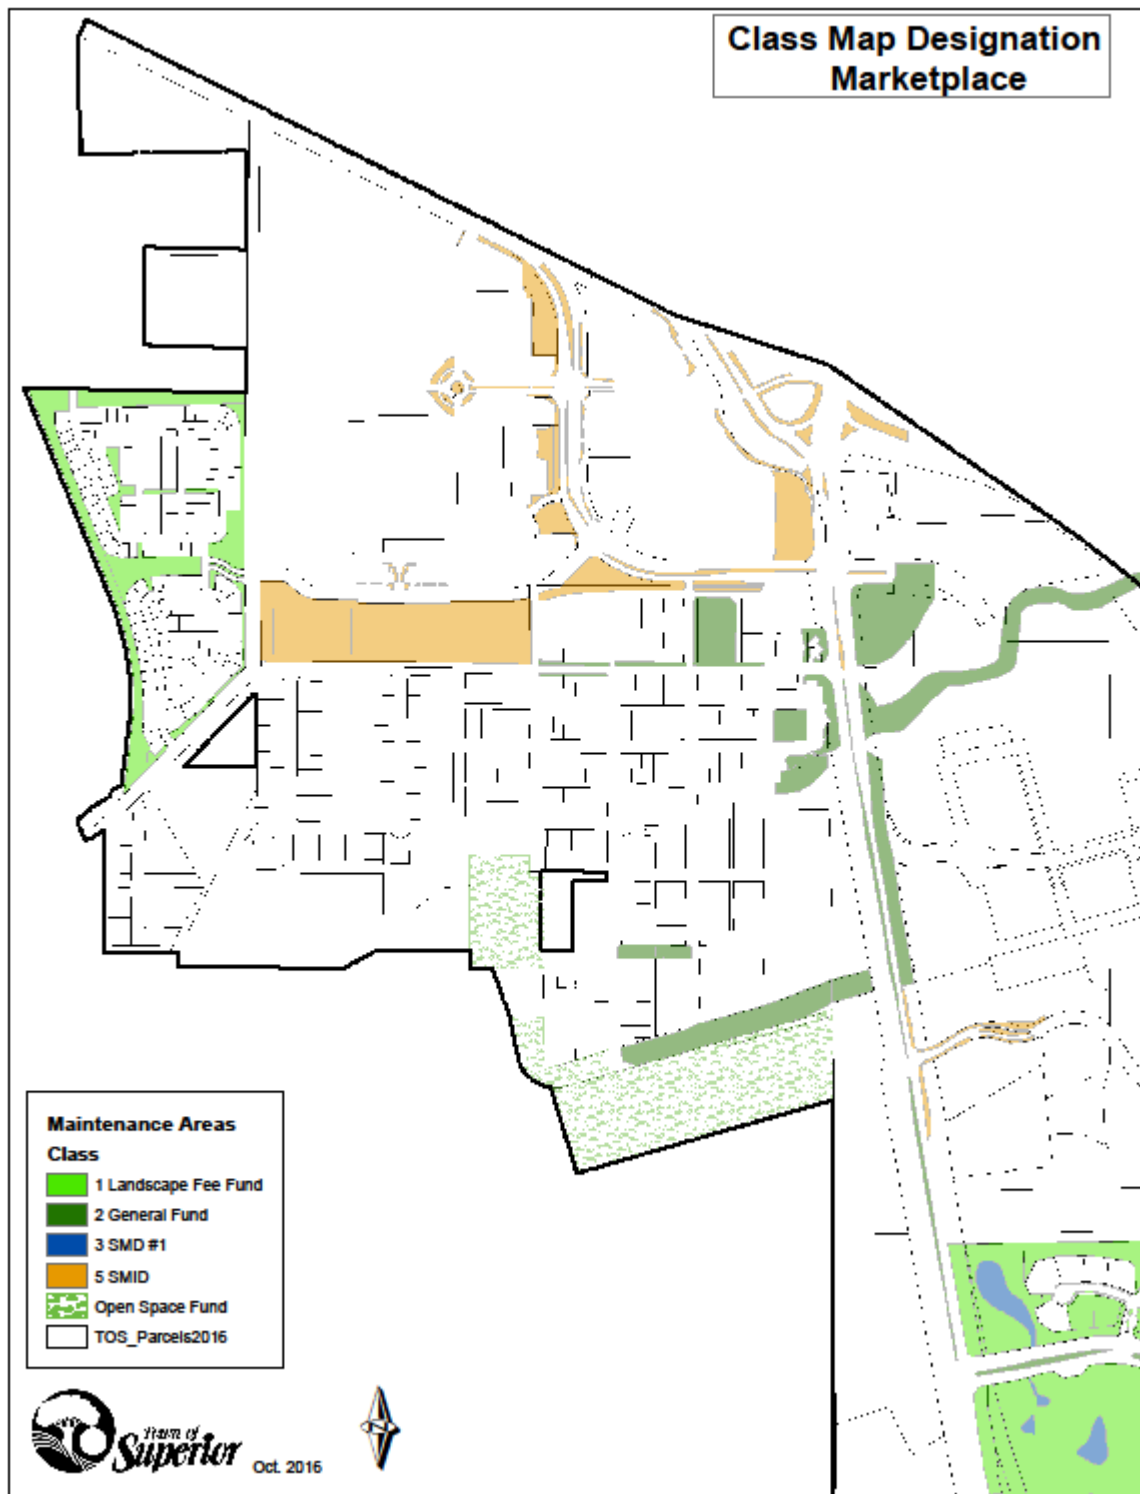 Class Map Designation
Marketplace
Maintenance Areas
Class
1 Landscape Fee Fund
2 General Fund
3 SMD #1
5 SMID
Open Space Fund
TOS_Parcels2016
Town of
Superior
Oct. 2016
N